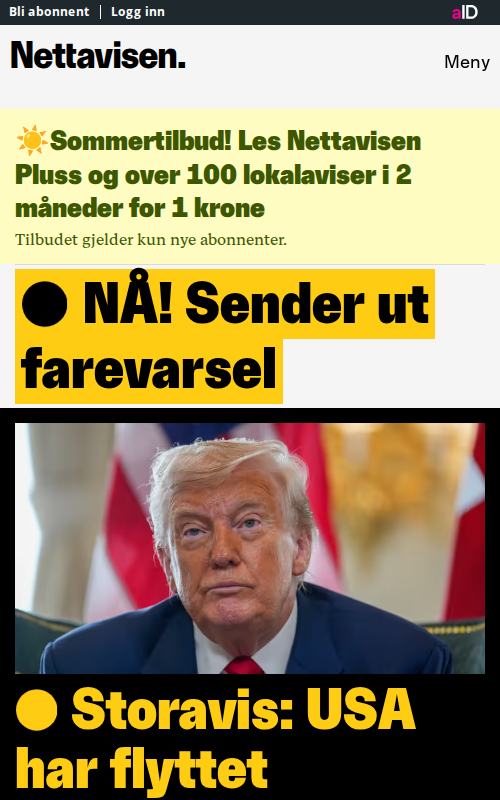 Bli abonnent
Logg inn
aID
Nettavisen.
Meny
Sommertilbud! Les Nettavisen
Pluss og over 100 lokalaviser i 2
måneder for 1 krone
Tilbudet gjelder kun nye abonnenter.
NÅ! Sender ut
farevarsel
Storavis: USA
har flyttet